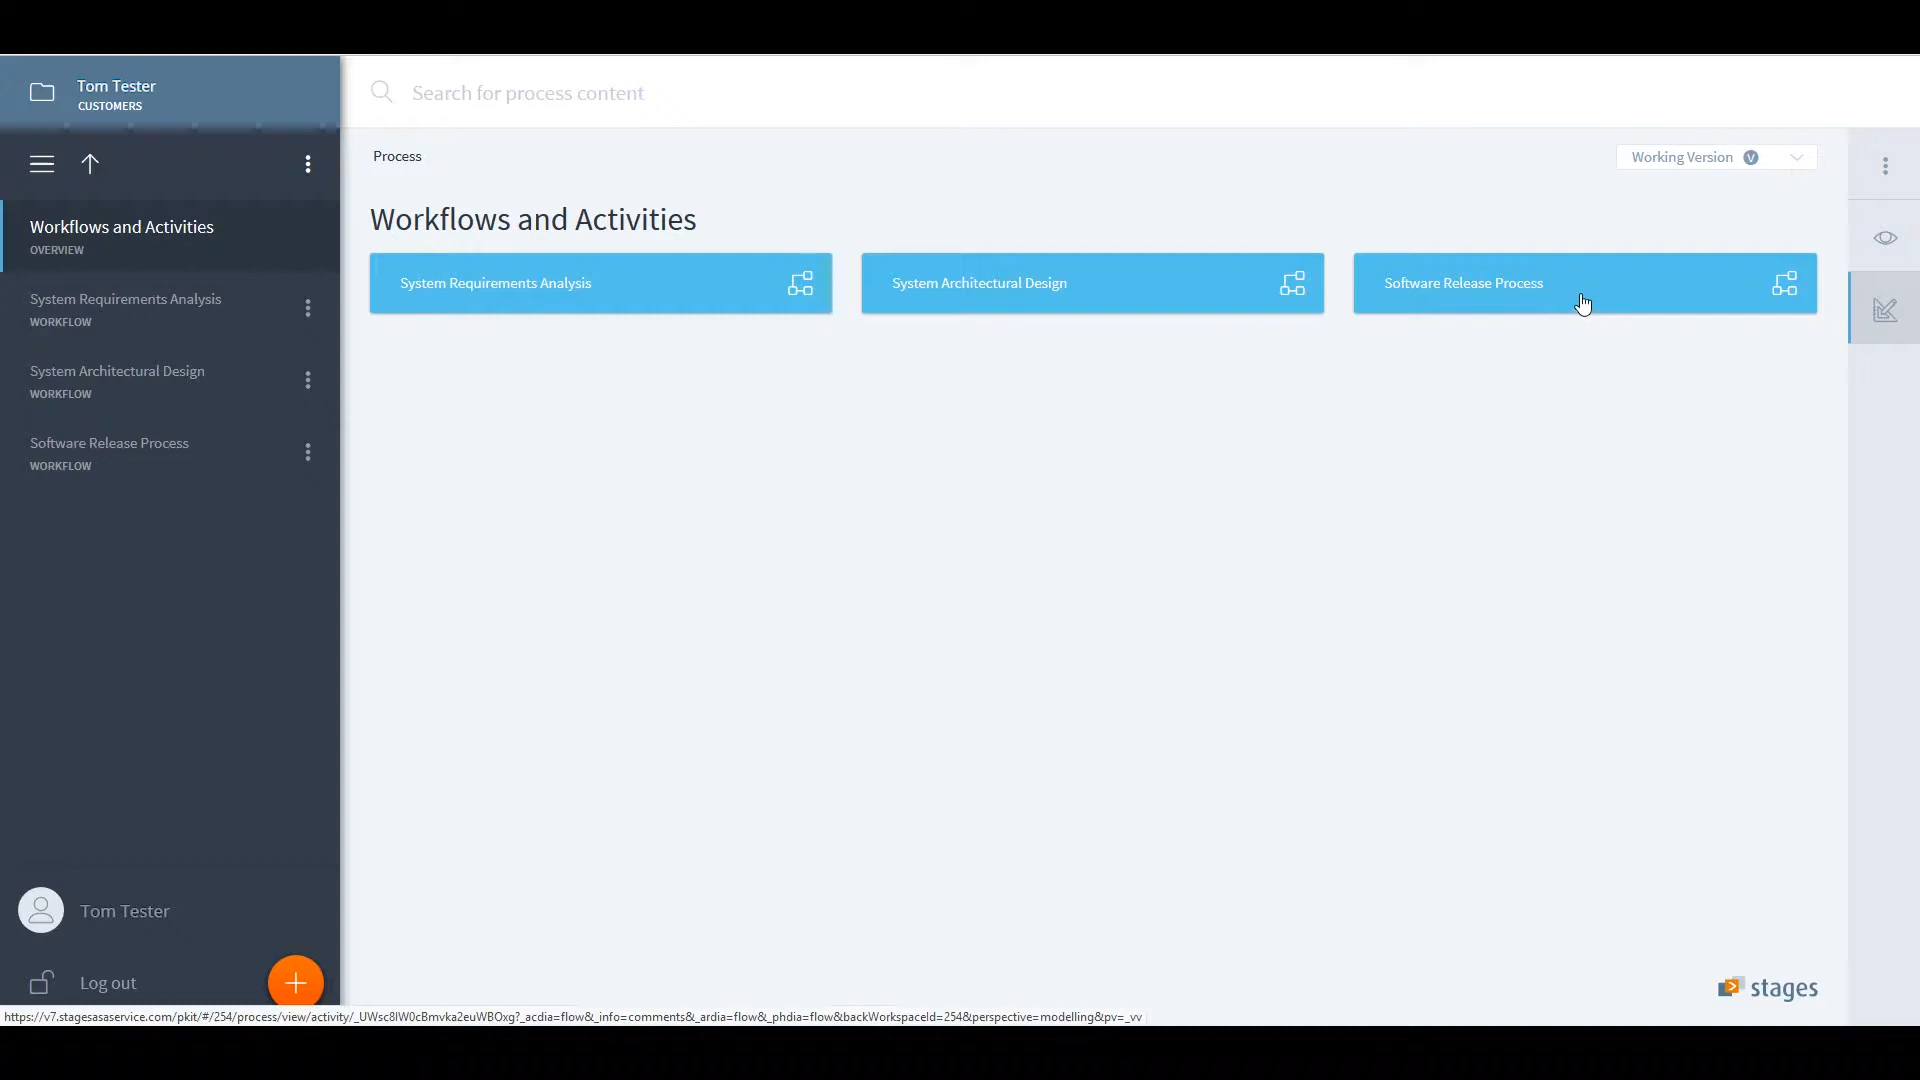 Tom Tester
CUSTOMERS
Search for process content
Process
Working Version V
Workflows and Activities
OVERVIEW
System Requirements Analysis
WORKFLOW
System Architectural Design
WORKFLOW
Software Release Process
WORKFLOW
Workflows and Activities
System Requirements Analysis
System Architectural Design
Software Release Process
Tom Tester
Log out
stages
https://v7.stagesasaservice.com/pkit/#/254/process/view/activity/_UWsc8IW0cBmvka2euWBOxg?_acdia=flow&_info=comments&_ardia=flow&_phdia=flow&backWorkspaceId=254&perspective=modelling&pv=_vv